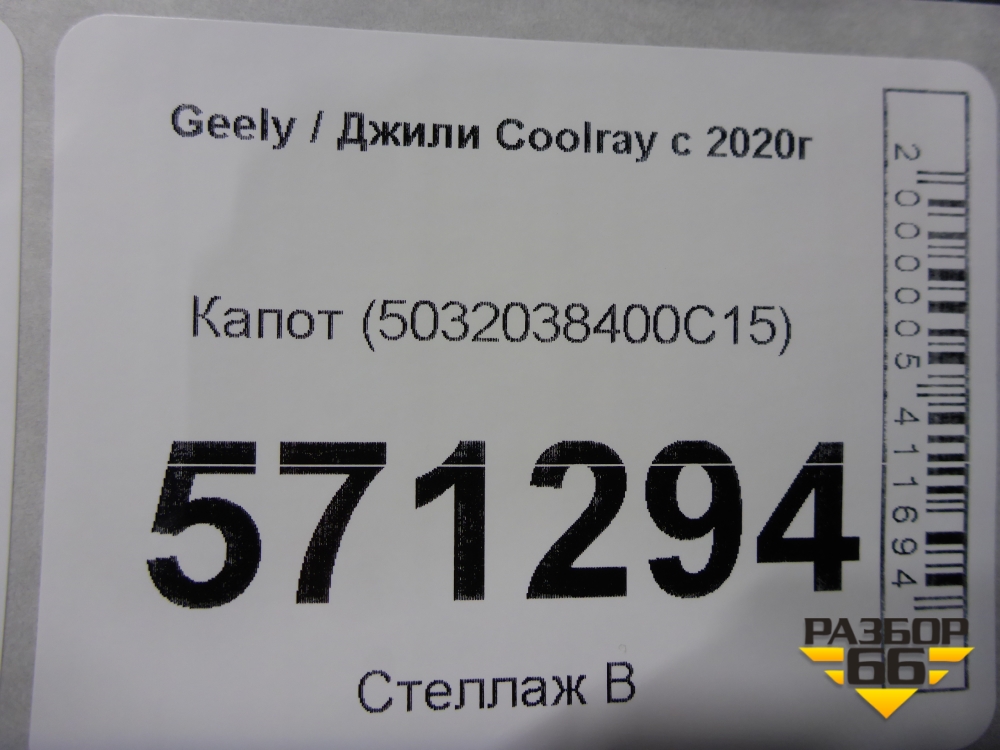 Geely / Джили Coolray с 2020г
Капот (5032038400C15)
571294
Стеллаж В
2000005411694
РАЗБОР
66